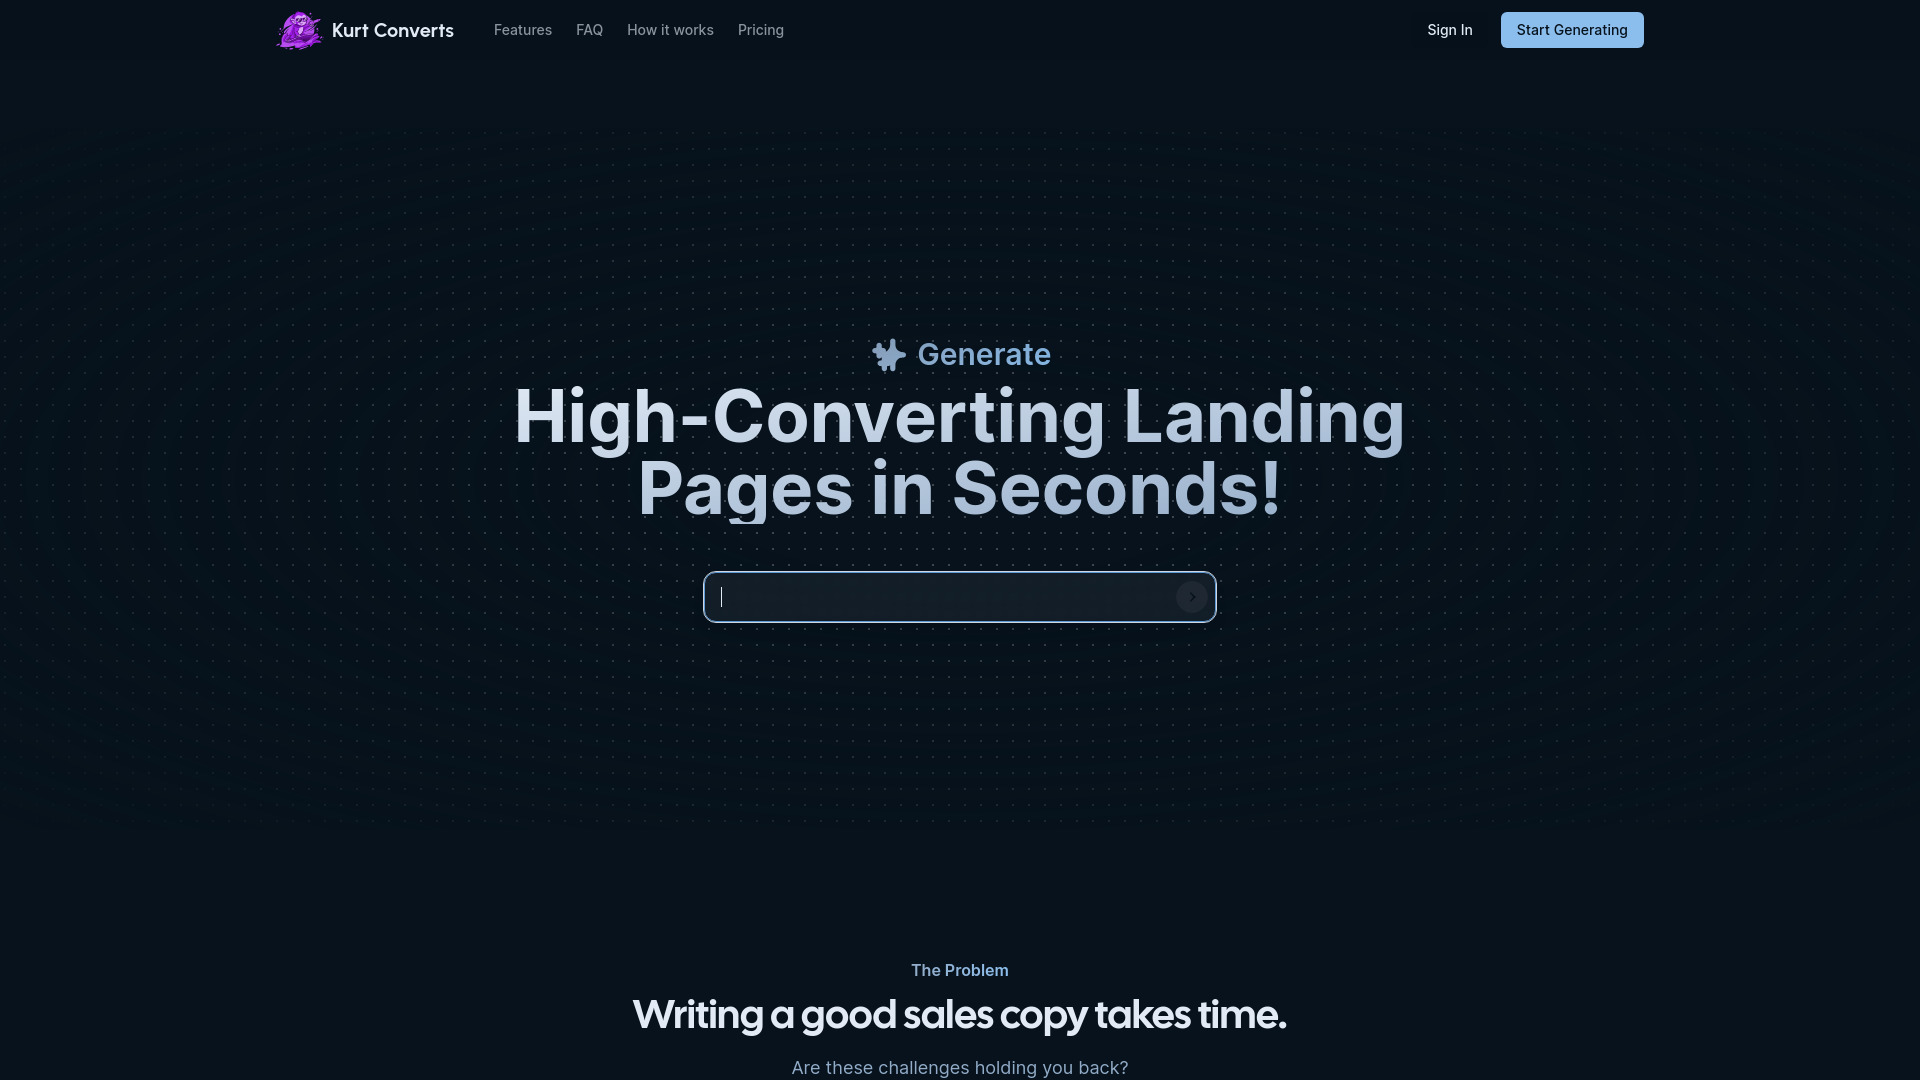 Kurt Converts
Features
FAQ
How it works
Pricing
Sign In
Start Generating
Generate
High-Converting Landing
Pages in Seconds!
The Problem
Writing a good sales copy takes time.
Are these challenges holding you back?